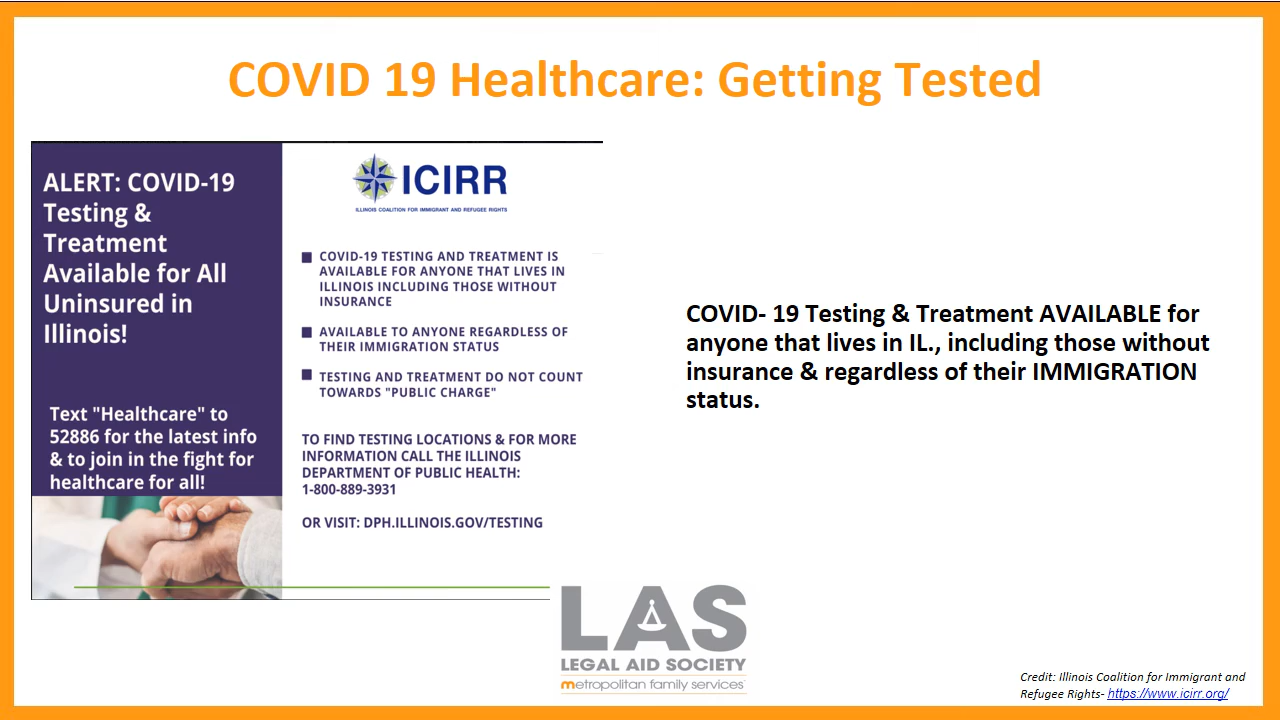 COVID 19 Healthcare: Getting Tested
ALERT: COVID-19
Testing &
Treatment
Available for All
Uninsured in
Illinois!
Text "Healthcare" to
52886 for the latest info
& to join in the fight for
healthcare for all!
ICIRR
ILLINOIS COALITION FOR IMMIGRANT AND REFUGEE RIGHTS
COVID-19 TESTING AND TREATMENT IS
AVAILABLE FOR ANYONE THAT LIVES IN
ILLINOIS INCLUDING THOSE WITHOUT
INSURANCE
AVAILABLE TO ANYONE REGARDLESS OF
THEIR IMMIGRATION STATUS
TESTING AND TREATMENT DO NOT COUNT
TOWARDS "PUBLIC CHARGE"
TO FIND TESTING LOCATIONS & FOR MORE
INFORMATION CALL THE ILLINOIS
DEPARTMENT OF PUBLIC HEALTH:
1-800-889-3931
OR VISIT: DPH.ILLINOIS.GOV/TESTING
COVID- 19 Testing & Treatment AVAILABLE for
anyone that lives in IL., including those without
insurance & regardless of their IMMIGRATION
status.
LAS
LEGAL AID SOCIETY
metropolitan family services
Credit: Illinois Coalition for Immigrant and
Refugee Rights- https://www.icirr.org/